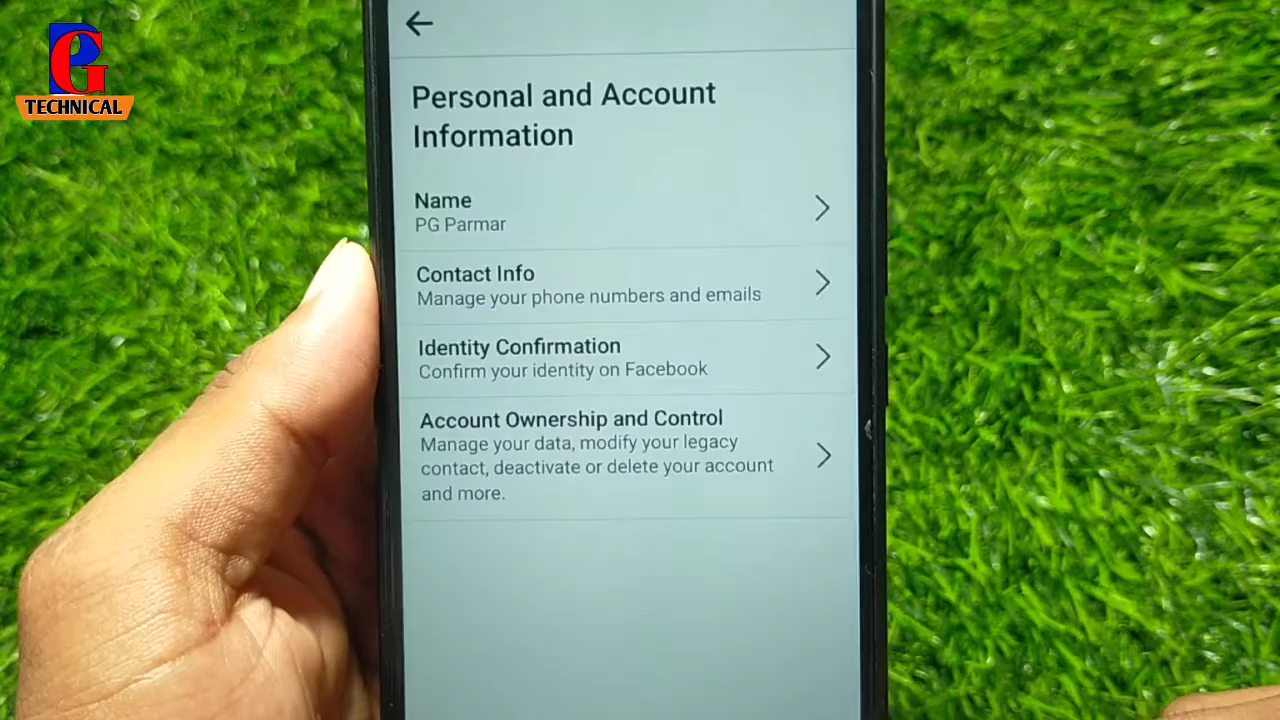 PG
TECHNICAL
Personal and Account
Information
Name
PG Parmar
Contact Info
Manage your phone numbers and emails
Identity Confirmation
Confirm your identity on Facebook
Account Ownership and Control
Manage your data, modify your legacy
contact, deactivate or delete your account
and more.